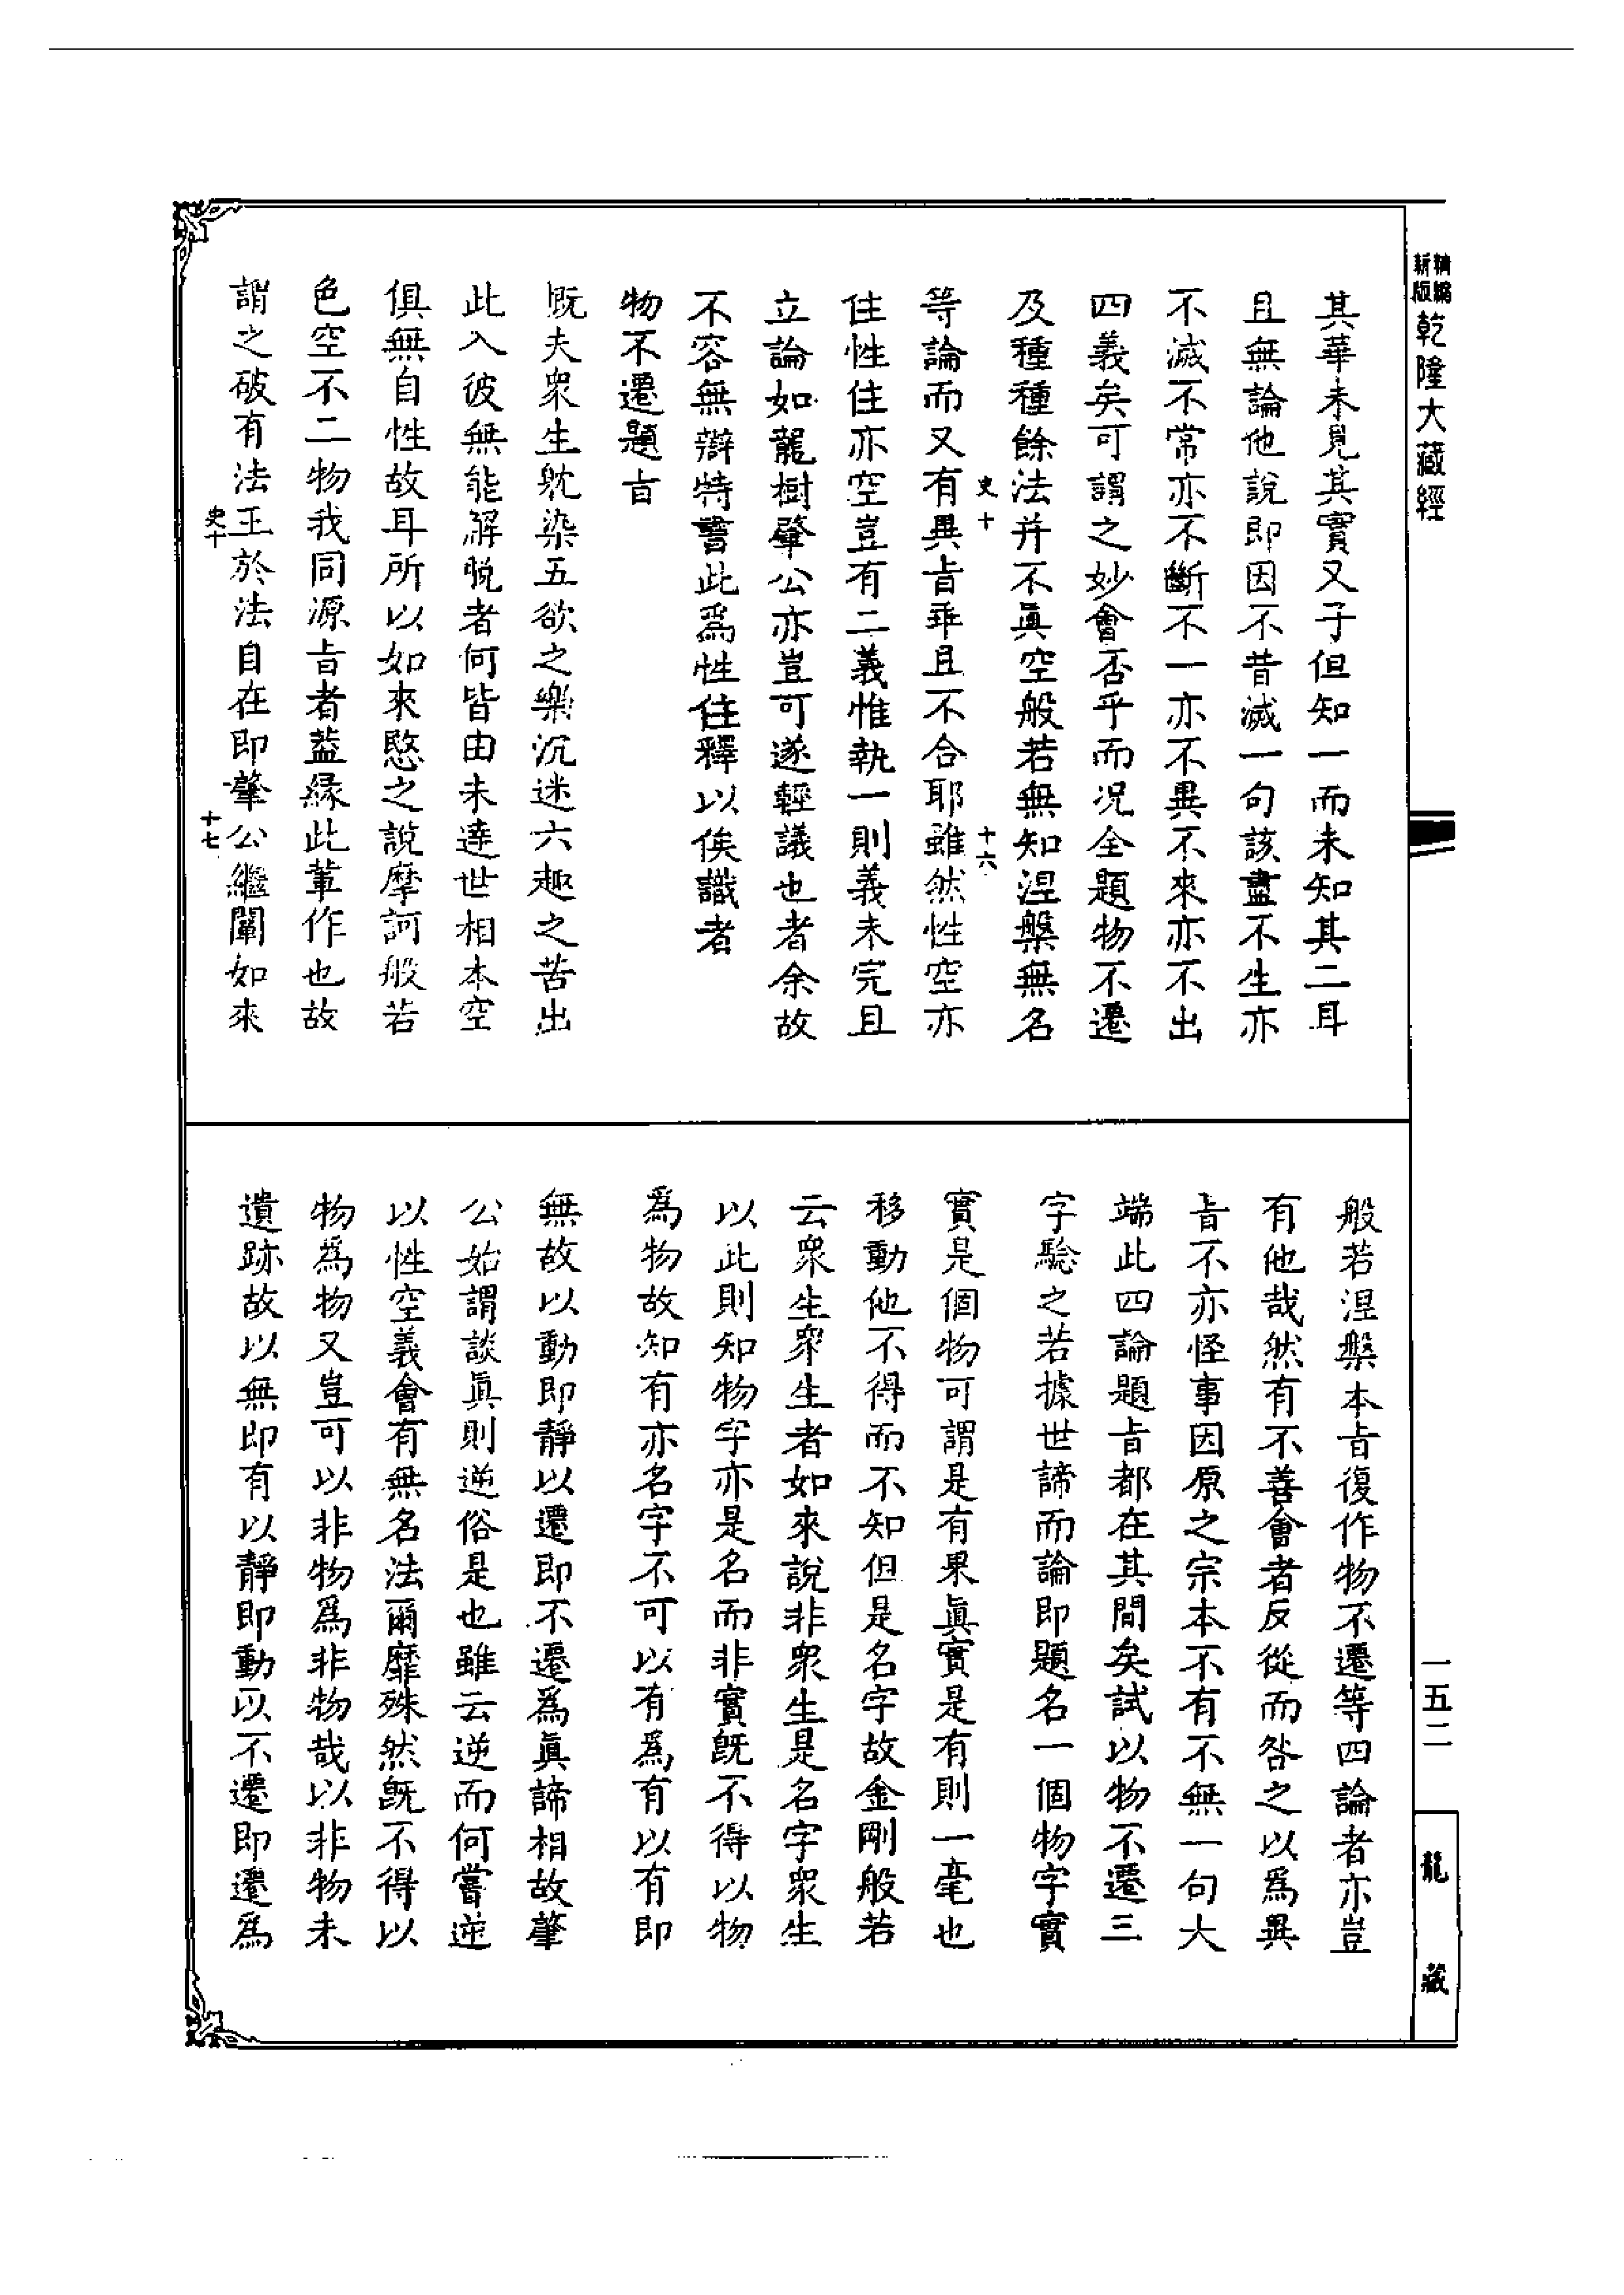 精編新版乾隆大藏經
其華未見其實又子但知一而未知其二耳
且無論他說即因不昔滅一句該盡不生亦
不滅不常亦不斷不一亦不異不來亦不出
四義矣可謂之妙會否乎而况全題物不遷
及種種餘法并不真空般若無知涅槃無名
史十
十六
等論而又有異旨乖且不合耶雖然性空亦
住性住亦空豈有二義惟執一則義未完且
立論如龍樹肇公亦豈可遂輕議也者余故
不容無辯特書此爲性住釋以俟識者
物不遷題旨
旣夫衆生躭染五欲之樂沉迷六趣之苦出
此入彼無能解脫者何皆由未達世相本空
俱無自性故耳所以如來愍之說摩訶般若
色空不二物我同源旨者葢緣此軰作也故
謂之破有法王於法自在即肇公繼闡如來
史十
十七
般若涅槃本旨復作物不遷等四論者亦豈
有他哉然有不善會者反從而咎之以爲異
旨不亦怪事因原之宗本不有不無一句大
端此四論題旨都在其間矣試以物不遷三
字驗之若據世諦而論即題名一個物字實
實是個物可謂是有果真實是有則一毫也
移動他不得而不知但是名字故金剛般若
云衆生衆生者如來說非衆生是名字衆生
以此則知物字亦是名而非實旣不得以物
爲物故知有亦名字不可以有爲有以有即
無故以動即靜以遷即不遷爲眞諦相故肇
公始謂談眞則逆俗是也雖云逆而何嘗逆
以性空義會有無名法爾靡殊然旣不得以
物爲物又豈可以非物爲非物哉以非物未
遺跡故以無即有以靜即動以不遷即遷爲
一五二
龍藏